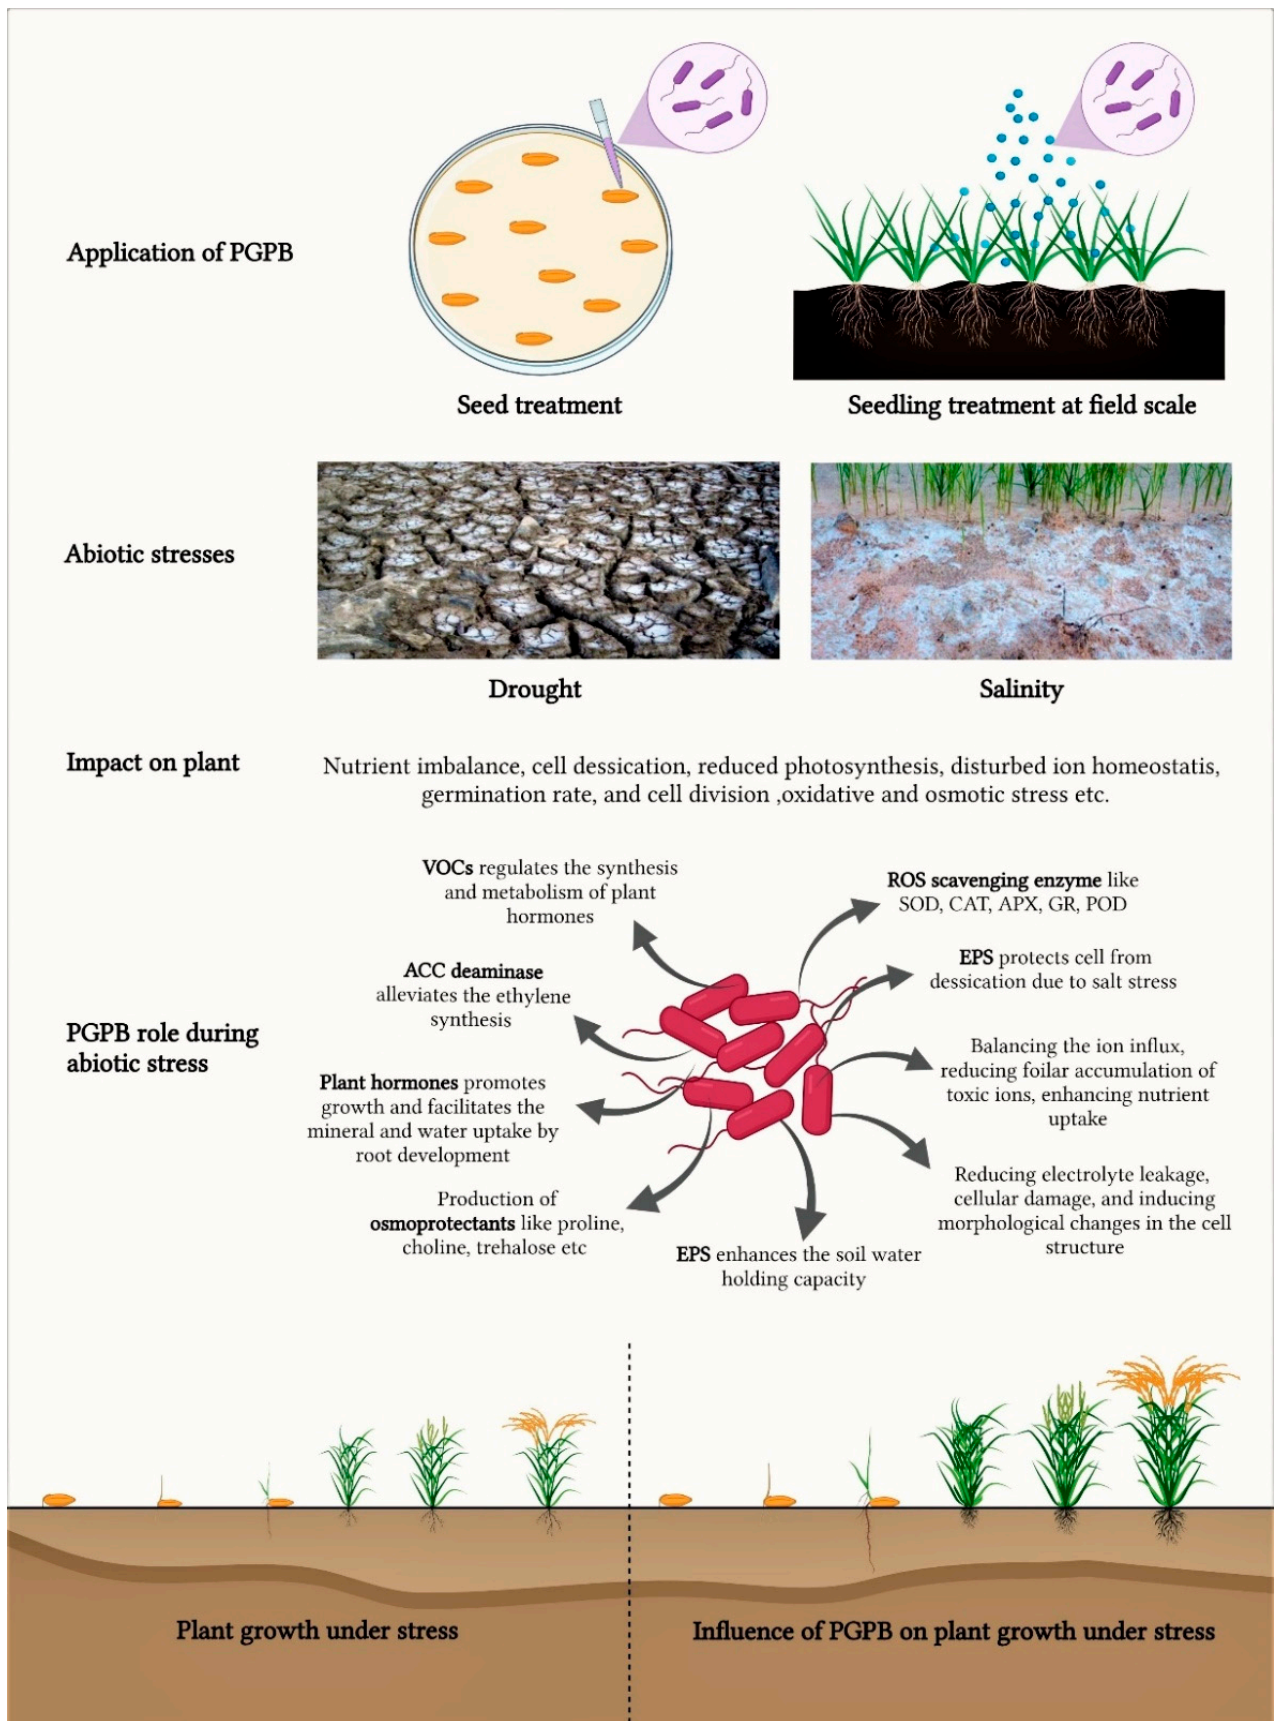 Application of PGPB
Seed treatment
Seedling treatment at field scale
Abiotic stresses
Drought
Salinity
Impact on plant
Nutrient imbalance, cell dessication, reduced photosynthesis, disturbed ion homeostatis,
germination rate, and cell division ,oxidative and osmotic stress etc.
PGPB role during
abiotic stress
VOCs regulates the synthesis
and metabolism of plant
hormones
ACC deaminase
alleviates the ethylene
synthesis
Plant hormones promotes
growth and facilitates the
mineral and water uptake by
root development
Production of
osmoprotectants like proline,
choline, trehalose etc
EPS enhances the soil water
holding capacity
ROS scavenging enzyme like
SOD, CAT, APX, GR, POD
EPS protects cell from
dessication due to salt stress
Balancing the ion influx,
reducing foilar accumulation of
toxic ions, enhancing nutrient
uptake
Reducing electrolyte leakage,
cellular damage, and inducing
morphological changes in the cell
structure
Plant growth under stress
Influence of PGPB on plant growth under stress